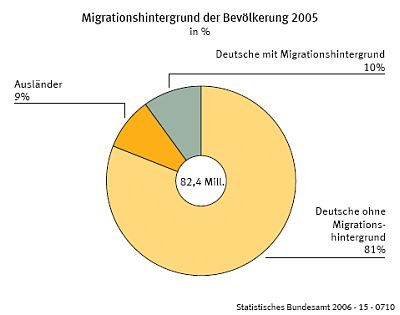 Migrationshintergrund der Bevölkerung 2005
in %
Deutsche mit Migrationshintergrund
10%
Ausländer
9%
82,4 Mill.
Deutsche ohne
Migrations-
hintergrund
81%
Statistisches Bundesamt 2006 - 15 - 0710